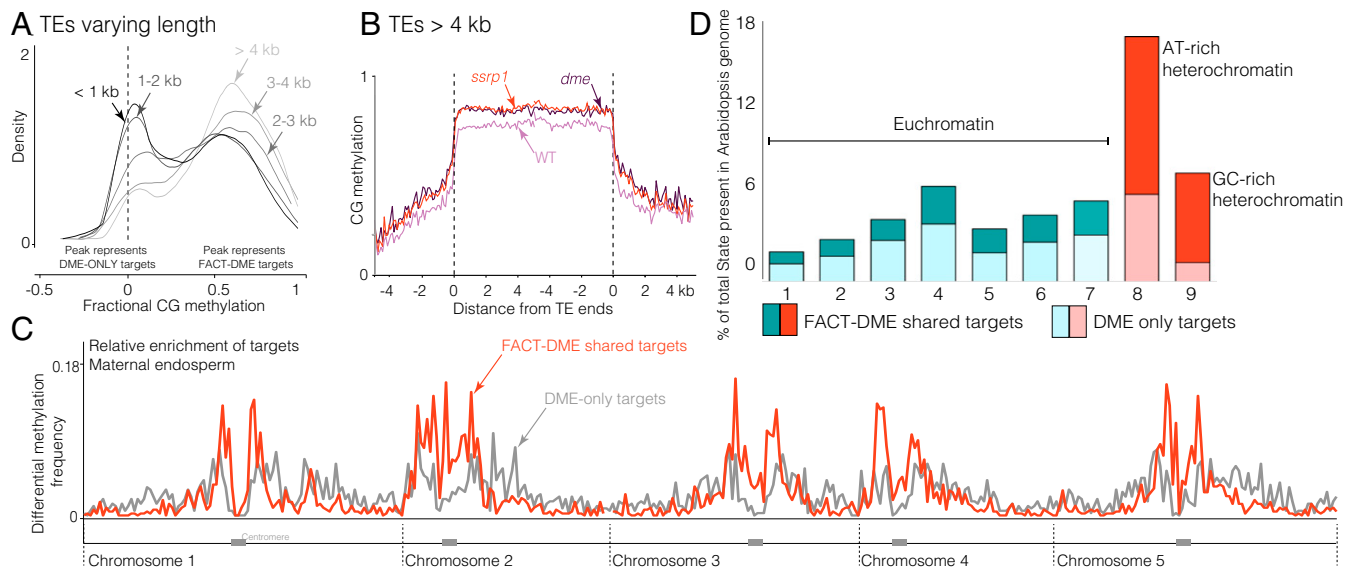 A TEs varying length
2
Density
0
> 4 kb
1-2 kb
3-4 kb
< 1 kb
2-3 kb
Peak represents
DME-ONLY targets
Peak represents
FACT-DME targets
-0.5
0
0.5
1
Fractional CG methylation
B TEs > 4 kb
1
CG methylation
0
ssrp1
dme
WT
-4 -2 0 2 4 -4 -2 0 2 4 kb
Distance from TE ends
D
% of total State present in Arabidopsis genome
18
12
6
0
Euchromatin
AT-rich
heterochromatin
GC-rich
heterochromatin
1 2 3 4 5 6 7 8 9
FACT-DME shared targets
DME only targets
C
Relative enrichment of targets
Maternal endosperm
FACT-DME shared targets
DME-only targets
Differential methylation
frequency
0.18
0
Centromere
Chromosome 1
Chromosome 2
Chromosome 3
Chromosome 4
Chromosome 5